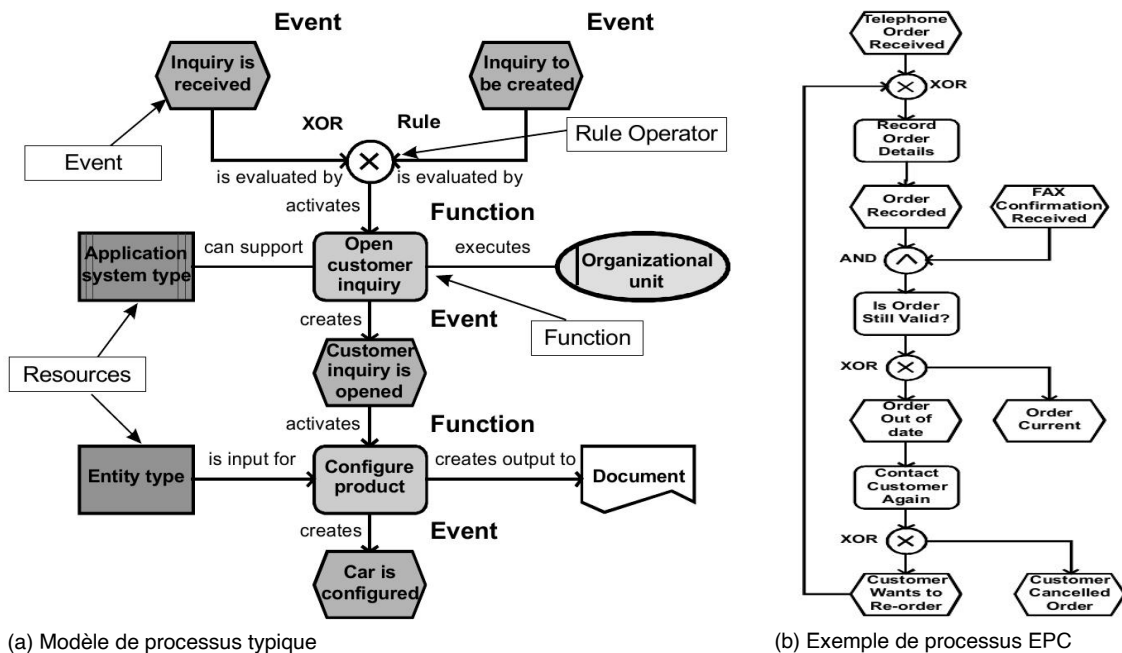 Event
Event
Inquiry is
received
Inquiry to
be created
XOR
Rule
Rule Operator
Event
is evaluated by
is evaluated by
activates
Function
Application
system type
can support
Open
customer
inquiry
executes
Organizational
unit
creates
Event
Function
Resources
Customer
inquiry is
opened
activates
Function
Entity type
is input for
Configure
product
creates output to
Document
creates
Event
Car is
configured
(a) Modèle de processus typique
Telephone
Order
Received
XOR
Record
Order
Details
Order
Recorded
FAX
Confirmation
Received
AND
Is Order
Still Valid?
XOR
Order
Out of
date
Order
Current
Contact
Customer
Again
XOR
Customer
Wants to
Re-order
Customer
Cancelled
Order
(b) Exemple de processus EPC